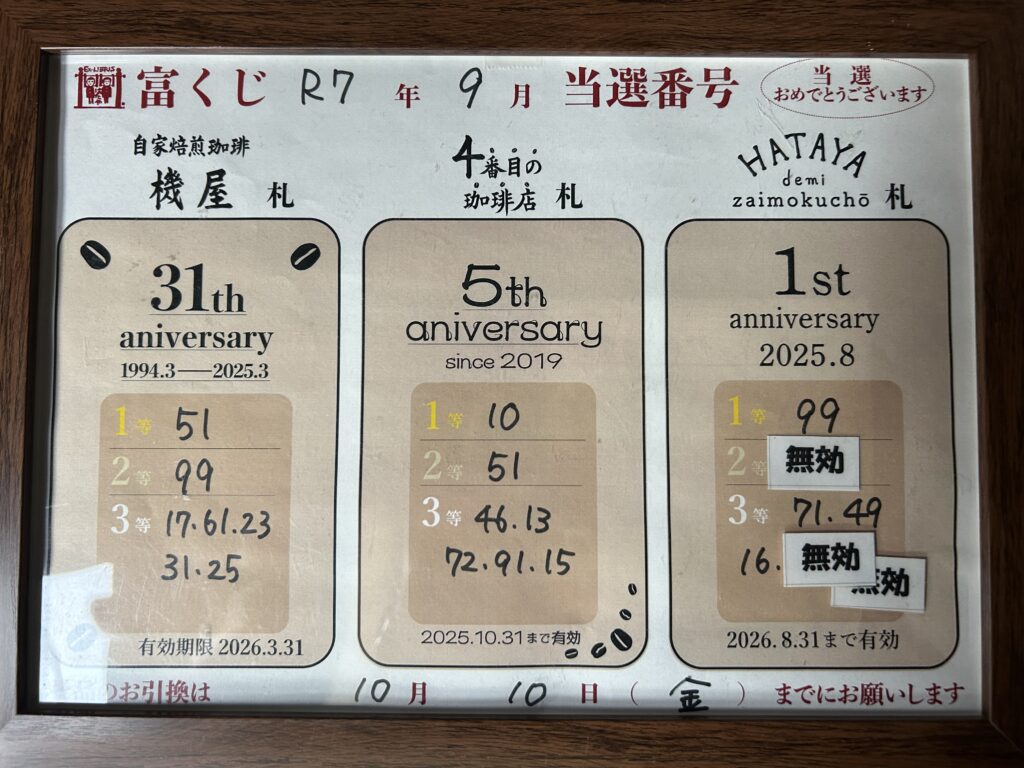 EX-LIBRIS
富くじ R7 年 9 月 当選番号
当選
おめでとうございます
自家焙煎珈琲
機屋 札
31th
aniversary
1994.3――2025.3
1等 51
2等 99
3等 17.61.23
31.25
有効期限 2026.3.31
4番目の
珈琲店 札
5th
aniversary
since 2019
1等 10
2等 51
3等 46.13
72.91.15
2025.10.31まで有効
HATAYA
demi
zaimokuchō 札
1st
anniversary
2025.8
1等 99
2等 無効
3等 71.49
16. 無効
無効
2026.8.31まで有効
のお引換は 10月 10日（金）までにお願いします